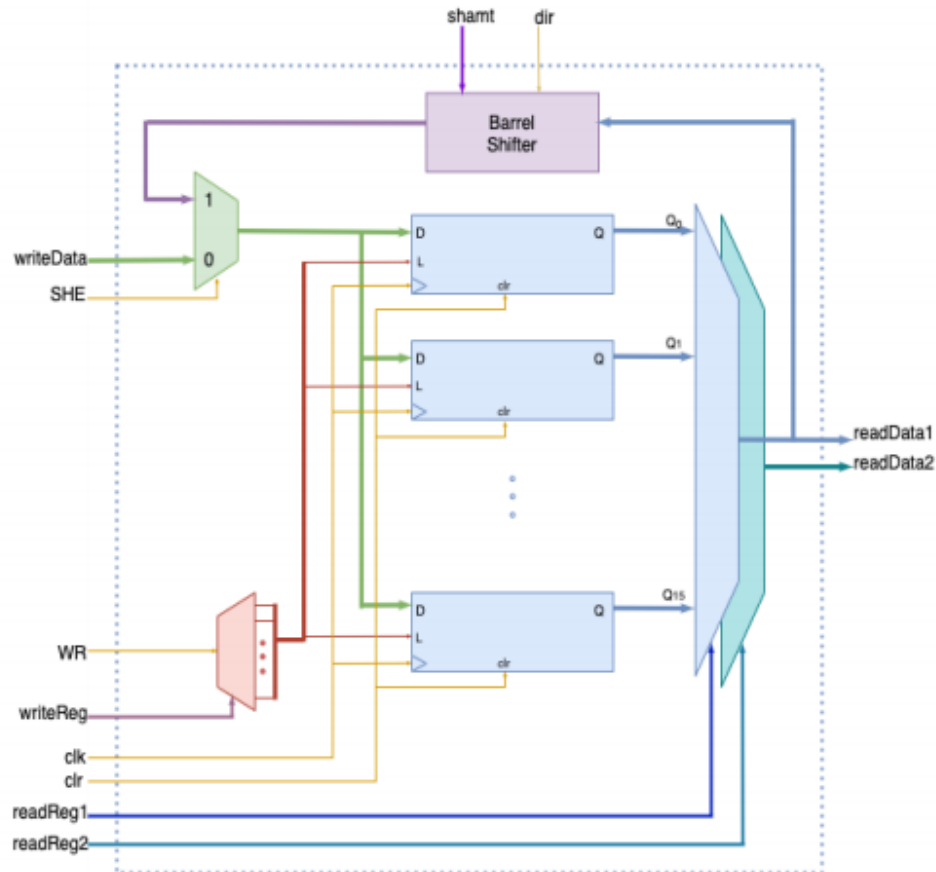 shamt
dir
Barrel
Shifter
1
writeData
0
SHE
D
Q
Q0
L
clr
D
Q
Q1
L
clr
readData1
readData2
D
Q
Q15
L
clr
WR
writeReg
clk
clr
readReg1
readReg2